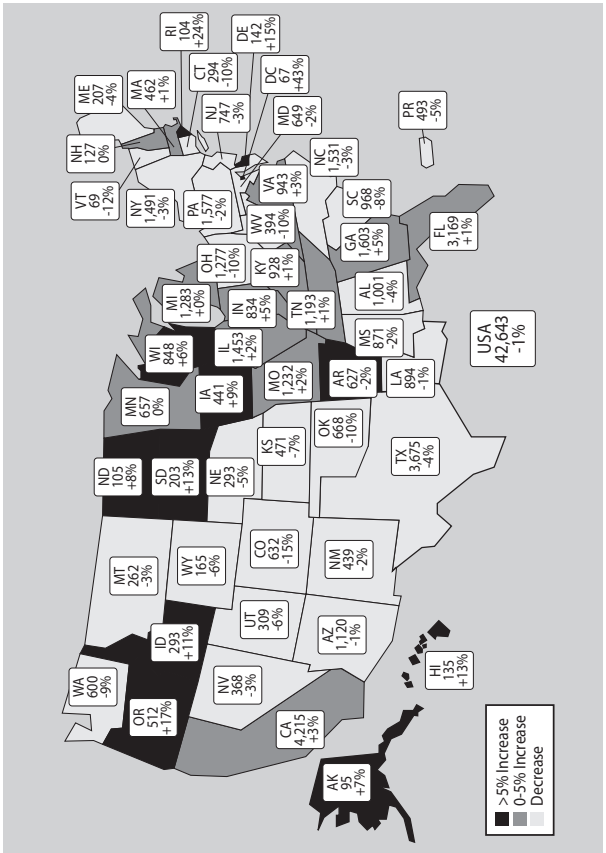 WA
600
-9%
OR
512
+17%
CA
4,215
+3%
AK
95
+7%
HI
135
+13%
ID
293
+11%
NV
368
-3%
MT
262
-3%
WY
165
-6%
UT
309
-6%
AZ
1,120
-1%
CO
632
-15%
NM
439
-2%
ND
105
+8%
SD
203
+13%
NE
293
-5%
KS
471
-7%
OK
668
-10%
TX
3,675
-4%
MN
657
0%
IA
441
+9%
MO
1,232
+2%
AR
627
-2%
LA
894
-1%
WI
848
+6%
IL
1,453
+2%
MI
1,283
+0%
IN
834
+5%
OH
1,277
-10%
KY
928
+1%
TN
1,193
+1%
MS
871
-2%
AL
1,001
-4%
GA
1,603
+5%
FL
3,169
+1%
SC
968
-8%
NC
1,531
-3%
VA
943
+3%
WV
394
-10%
PA
1,577
-2%
NY
1,491
-3%
VT
69
-12%
NH
127
0%
ME
207
-4%
MA
462
+1%
RI
104
+24%
CT
294
-10%
NJ
747
-3%
DE
142
+15%
DC
67
+43%
MD
649
-2%
PR
493
-5%
USA
42,643
-1%
>5% Increase
0-5% Increase
Decrease